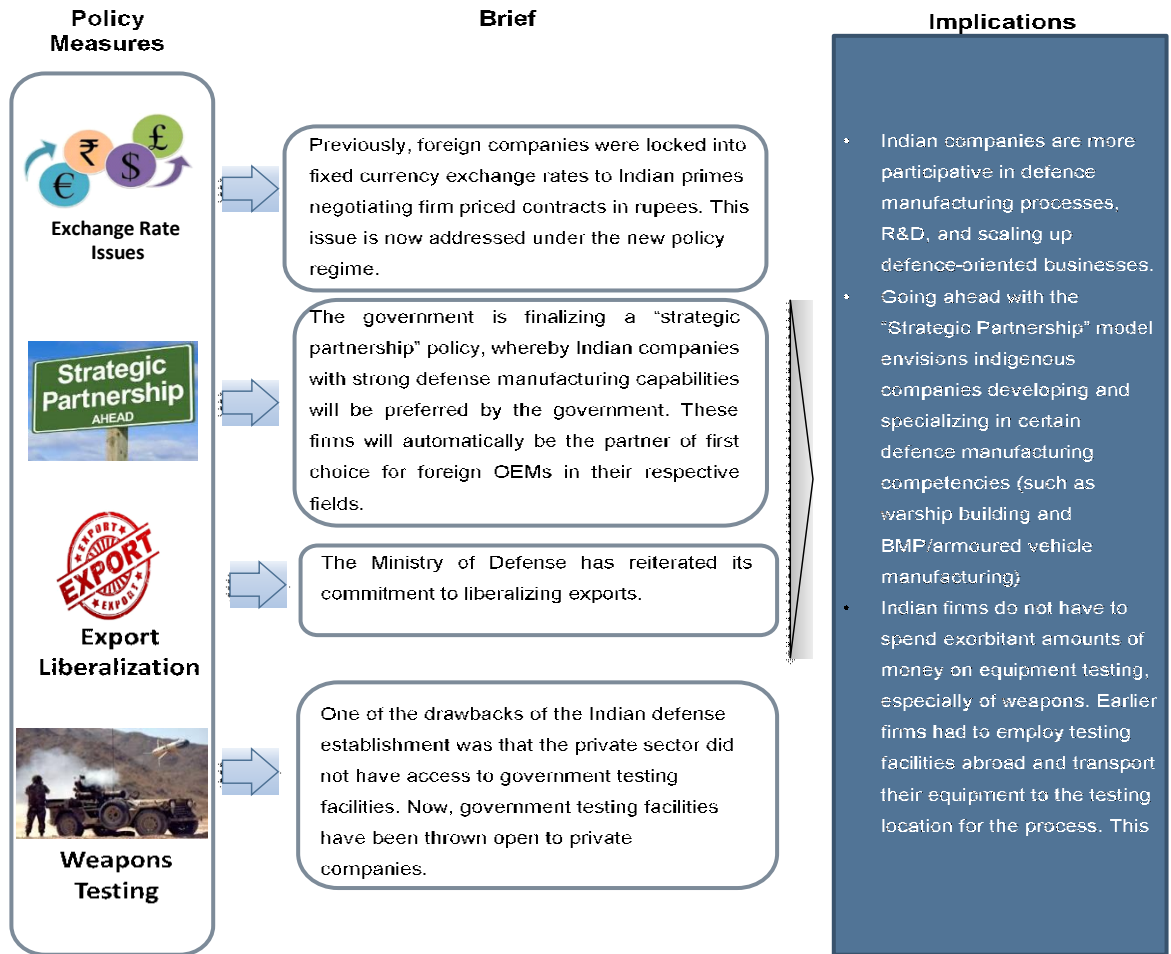 Policy
Measures
Brief
Implications
€ ₹ $ £
Exchange Rate
Issues
Previously, foreign companies were locked into
fixed currency exchange rates to Indian primes
negotiating firm priced contracts in rupees. This
issue is now addressed under the new policy
regime.
Strategic
Partnership
AHEAD
The government is finalizing a “strategic
partnership” policy, whereby Indian companies
with strong defense manufacturing capabilities
will be preferred by the government. These
firms will automatically be the partner of first
choice for foreign OEMs in their respective
fields.
EXPORT
EXPORT
EXPORT
Export
Liberalization
The Ministry of Defense has reiterated its
commitment to liberalizing exports.
Weapons
Testing
One of the drawbacks of the Indian defense
establishment was that the private sector did
not have access to government testing
facilities. Now, government testing facilities
have been thrown open to private
companies.
• Indian companies are more
participative in defence
manufacturing processes,
R&D, and scaling up
defence-oriented businesses.
• Going ahead with the
“Strategic Partnership” model
envisions indigenous
companies developing and
specializing in certain
defence manufacturing
competencies (such as
warship building and
BMP/armoured vehicle
manufacturing)
• Indian firms do not have to
spend exorbitant amounts of
money on equipment testing,
especially of weapons. Earlier
firms had to employ testing
facilities abroad and transport
their equipment to the testing
location for the process. This